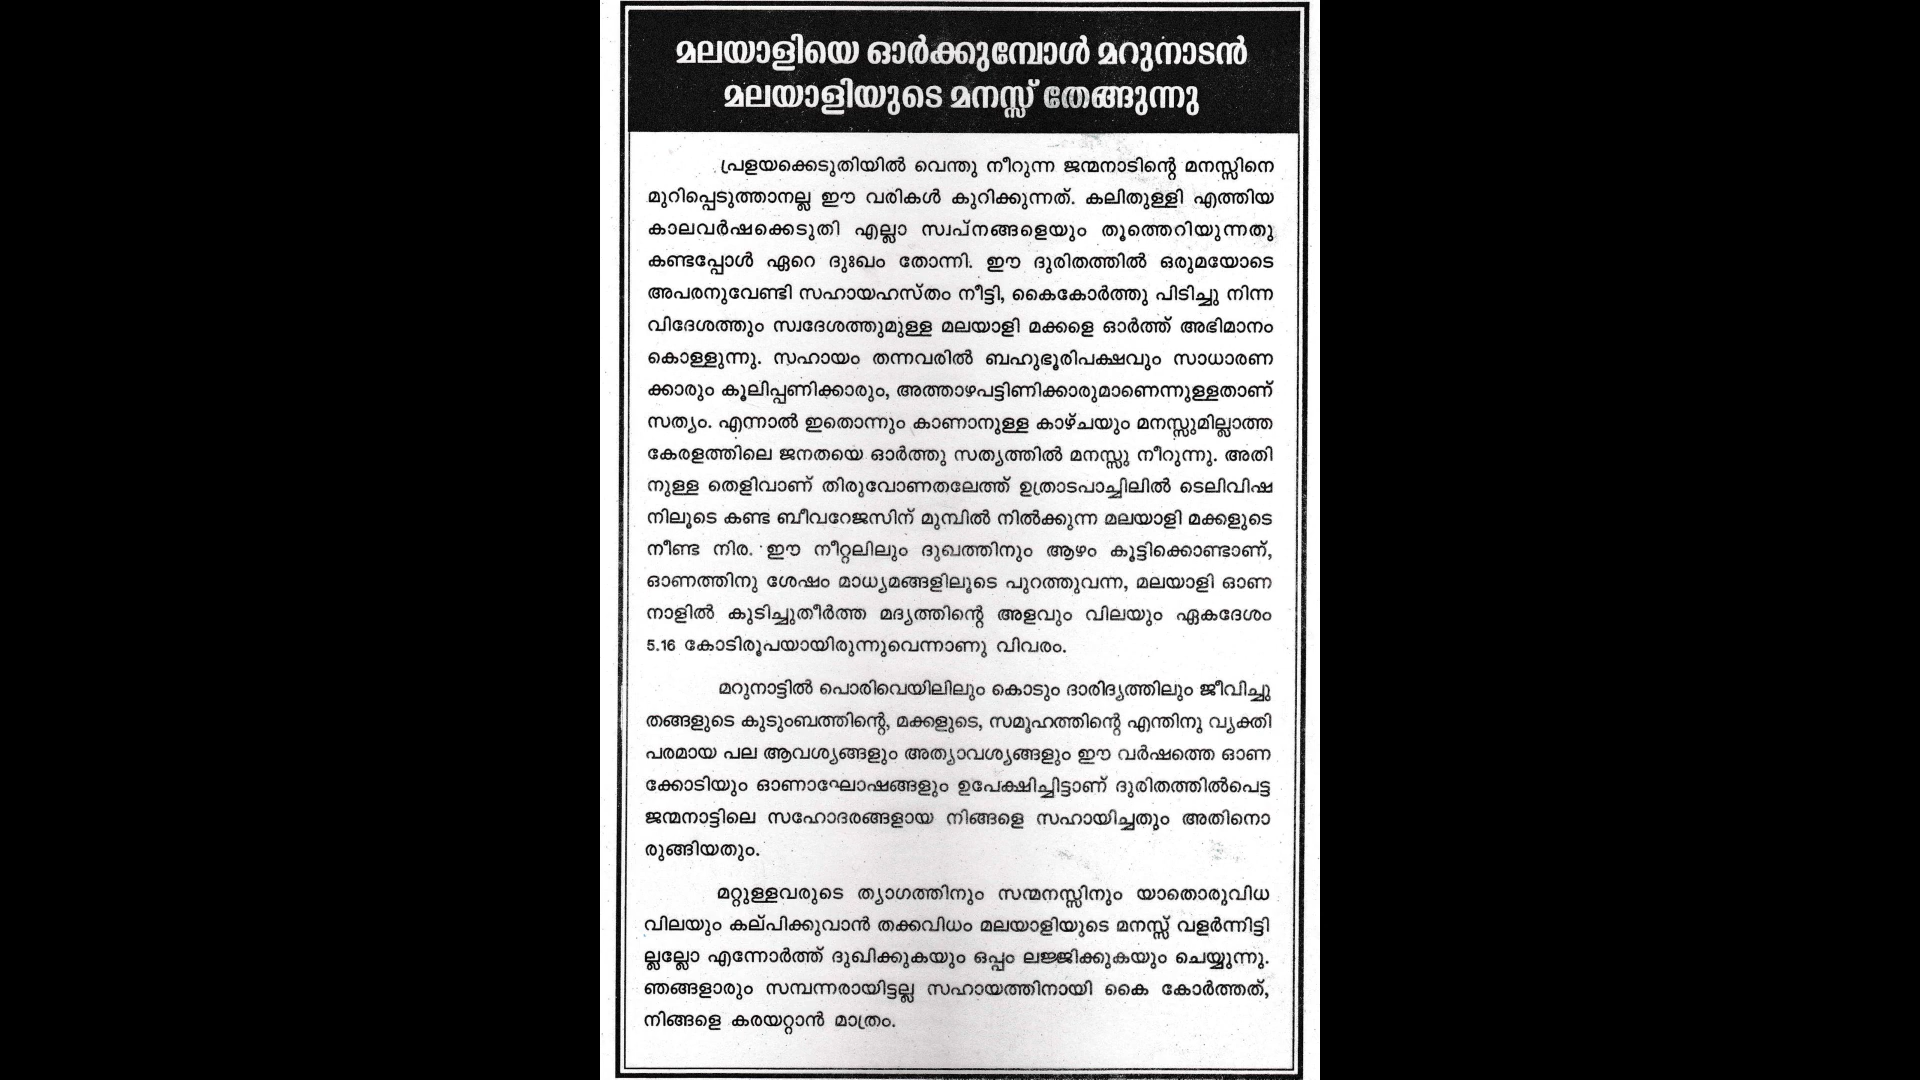 മലയാളിയെ ഓർക്കുമ്പോൾ മറുനാടൻ
മലയാളിയുടെ മനസ്സ് തേങ്ങുന്നു
പ്രളയക്കെടുതിയിൽ വെന്തു നീറുന്ന ജന്മനാടിന്റെ മനസ്സിനെ
മുറിപ്പെടുത്താനല്ല ഈ വരികൾ കുറിക്കുന്നത്. കലിതുള്ളി എത്തിയ
കാലവർഷക്കെടുതി എല്ലാ സ്വപ്നങ്ങളെയും തൂത്തെറിയുന്നതു
കണ്ടപ്പോൾ ഏറെ ദുഃഖം തോന്നി. ഈ ദുരിതത്തിൽ ഒരുമയോടെ
അപരനുവേണ്ടി സഹായഹസ്തം നീട്ടി, കൈകോർത്തു പിടിച്ചു നിന്ന
വിദേശത്തും സ്വദേശത്തുമുള്ള മലയാളി മക്കളെ ഓർത്ത് അഭിമാനം
കൊള്ളുന്നു. സഹായം തന്നവരിൽ ബഹുഭൂരിപക്ഷവും സാധാരണ
ക്കാരും കൂലിപ്പണിക്കാരും, അത്താഴപട്ടിണിക്കാരുമാണെന്നുള്ളതാണ്
സത്യം. എന്നാൽ ഇതൊന്നും കാണാനുള്ള കാഴ്ചയും മനസ്സുമില്ലാത്ത
കേരളത്തിലെ ജനതയെ ഓർത്തു സത്യത്തിൽ മനസ്സു നീറുന്നു. അതി
നുള്ള തെളിവാണ് തിരുവോണതലേത്ത് ഉത്രാടപാച്ചിലിൽ ടെലിവിഷ
നിലൂടെ കണ്ട ബീവറേജസിന് മുമ്പിൽ നിൽക്കുന്ന മലയാളി മക്കളുടെ
നീണ്ട നിര. ഈ നീറ്റലിലും ദുഖത്തിനും ആഴം കൂട്ടിക്കൊണ്ടാണ്,
ഓണത്തിനു ശേഷം മാധ്യമങ്ങളിലൂടെ പുറത്തുവന്ന, മലയാളി ഓണ
നാളിൽ കുടിച്ചുതീർത്ത മദ്യത്തിന്റെ അളവും വിലയും ഏകദേശം
5.16 കോടിരൂപയായിരുന്നുവെന്നാണു വിവരം.
മറുനാട്ടിൽ പൊരിവെയിലിലും കൊടും ദാരിദ്യത്തിലും ജീവിച്ചു
തങ്ങളുടെ കുടുംബത്തിന്റെ, മക്കളുടെ, സമൂഹത്തിന്റെ എന്തിനു വ്യക്തി
പരമായ പല ആവശ്യങ്ങളും അത്യാവശ്യങ്ങളും ഈ വർഷത്തെ ഓണ
ക്കോടിയും ഓണാഘോഷങ്ങളും ഉപേക്ഷിച്ചിട്ടാണ് ദുരിതത്തിൽപെട്ട
ജന്മനാട്ടിലെ സഹോദരങ്ങളായ നിങ്ങളെ സഹായിച്ചതും അതിനൊ
രുങ്ങിയതും.
മറ്റുള്ളവരുടെ ത്യാഗത്തിനും സന്മനസ്സിനും യാതൊരുവിധ
വിലയും കല്പിക്കുവാൻ തക്കവിധം മലയാളിയുടെ മനസ്സ് വളർന്നിട്ടി
ല്ലല്ലോ എന്നോർത്ത് ദുഖിക്കുകയും ഒപ്പം ലജ്ജിക്കുകയും ചെയ്യുന്നു.
ഞങ്ങളാരും സമ്പന്നരായിട്ടല്ല സഹായത്തിനായി കൈ കോർത്തത്,
നിങ്ങളെ കരയറ്റാൻ മാത്രം.